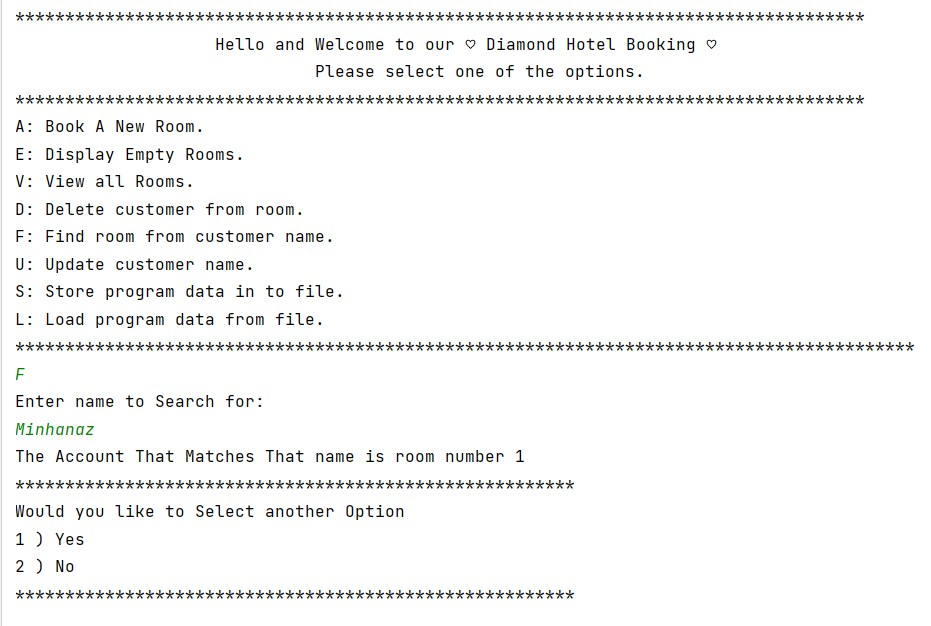 *************************************************************************************
Hello and Welcome to our ♡ Diamond Hotel Booking ♡
Please select one of the options.
*************************************************************************************
A: Book A New Room.
E: Display Empty Rooms.
V: View all Rooms.
D: Delete customer from room.
F: Find room from customer name.
U: Update customer name.
S: Store program data in to file.
L: Load program data from file.
******************************************************************************************
F
Enter name to Search for:
Minhanaz
The Account That Matches That name is room number 1
********************************************************
Would you like to Select another Option
1 ) Yes
2 ) No
********************************************************